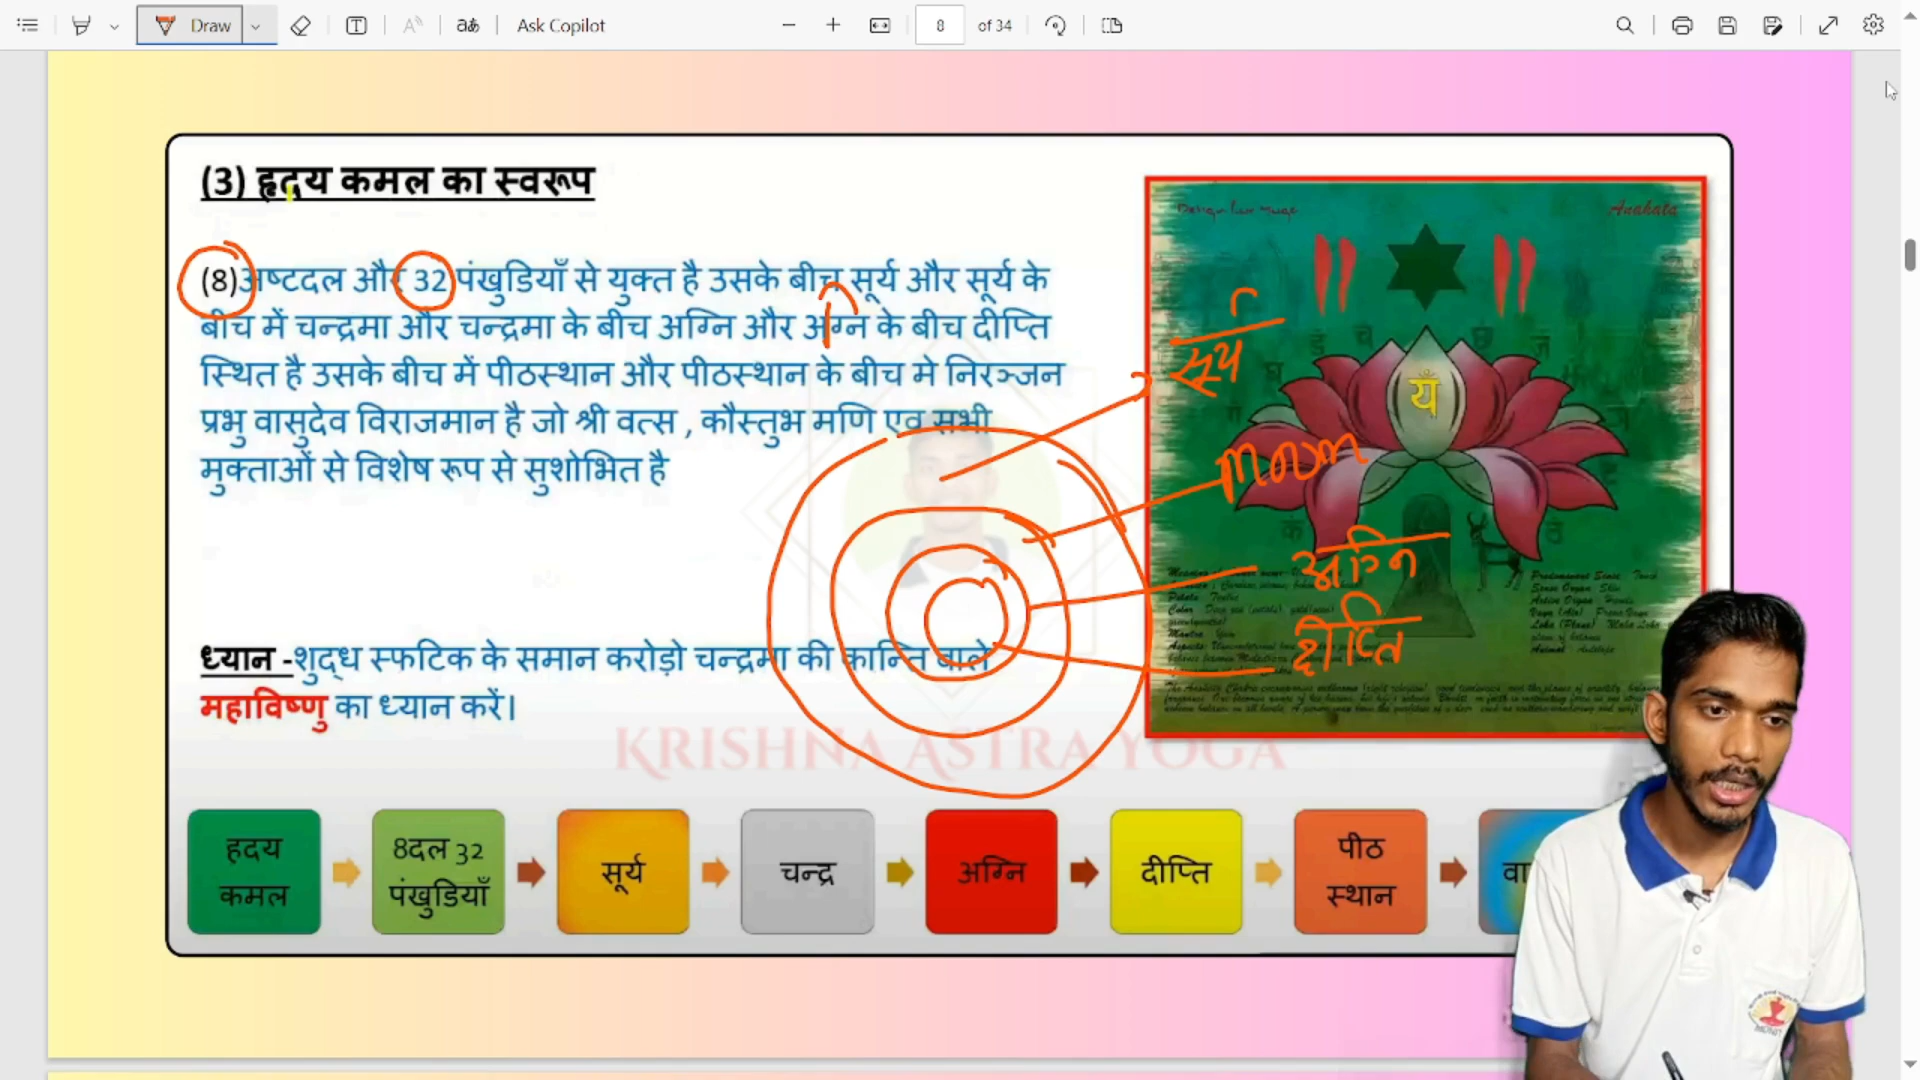 Draw
Ask Copilot
8 of 34
(3) हृदय कमल का स्वरूप
(8)अष्टदल और 32 पंखुडियाँ से युक्त है उसके बीच सूर्य और सूर्य के
बीच में चन्द्रमा और चन्द्रमा के बीच अग्नि और अग्नि के बीच दीप्ति
स्थित है उसके बीच में पीठस्थान और पीठस्थान के बीच मे निरञ्जन
प्रभु वासुदेव विराजमान है जो श्री वत्स , कौस्तुभ मणि एव सभी
मुक्ताओं से विशेष रूप से सुशोभित है
ध्यान -शुद्ध स्फटिक के समान करोड़ो चन्द्रमा की कान्ति वाले
महाविष्णु का ध्यान करें।
Anahata
यँ
सूर्य
moon
अग्नि
दीप्ति
KRISHNA ASTRA YOGA
हृदय
कमल
8दल 32
पंखुडियाँ
सूर्य
चन्द्र
अग्नि
दीप्ति
पीठ
स्थान